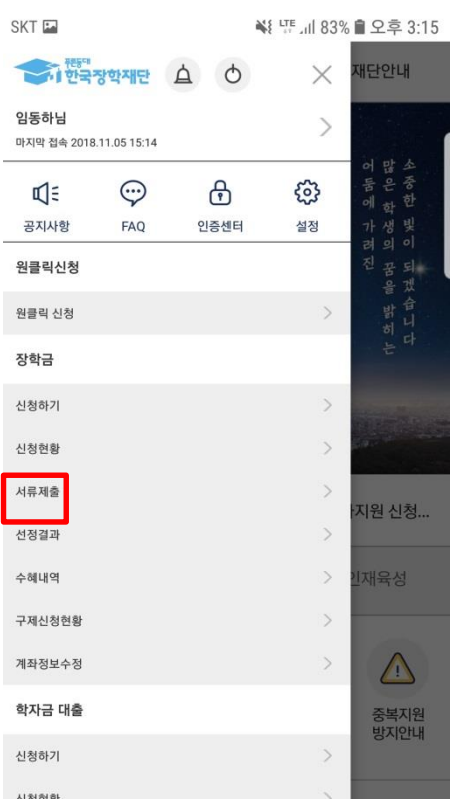 SKT LTE 83% 오후 3:15
푸른등대
한국장학재단
재단안내
임동하님
마지막 접속 2018.11.05 15:14
공지사항 FAQ 인증센터 설정
소중한 빛이 되겠습니다
많은 학생의 꿈을 밝히는
어둠에 가려진
원클릭신청
원클릭 신청
장학금
신청하기
신청현황
서류제출
지원 신청...
선정결과
수혜내역
인재육성
구제신청현황
계좌정보수정
중복지원
방지안내
학자금 대출
신청하기
신청현황